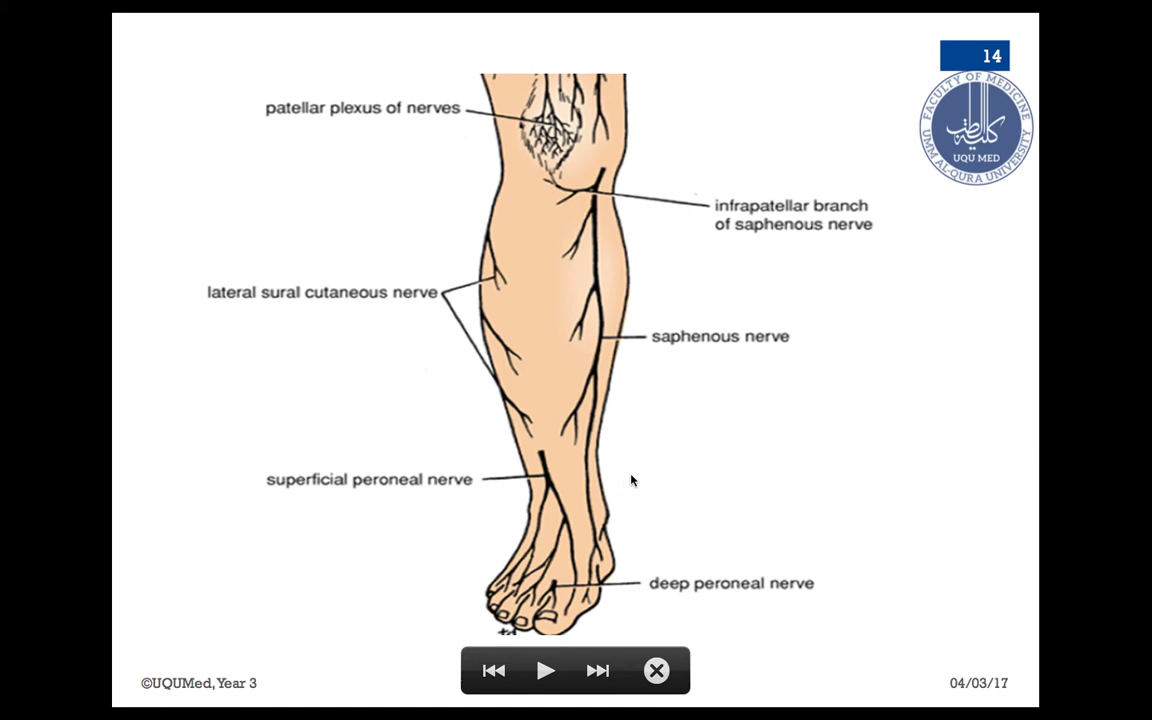 14
FACULTY OF MEDICINE
كلية الطب
UQU MED
UMM AL-QURA UNIVERSITY
patellar plexus of nerves
infrapatellar branch
of saphenous nerve
lateral sural cutaneous nerve
saphenous nerve
superficial peroneal nerve
deep peroneal nerve
©UQUMed, Year 3
04/03/17